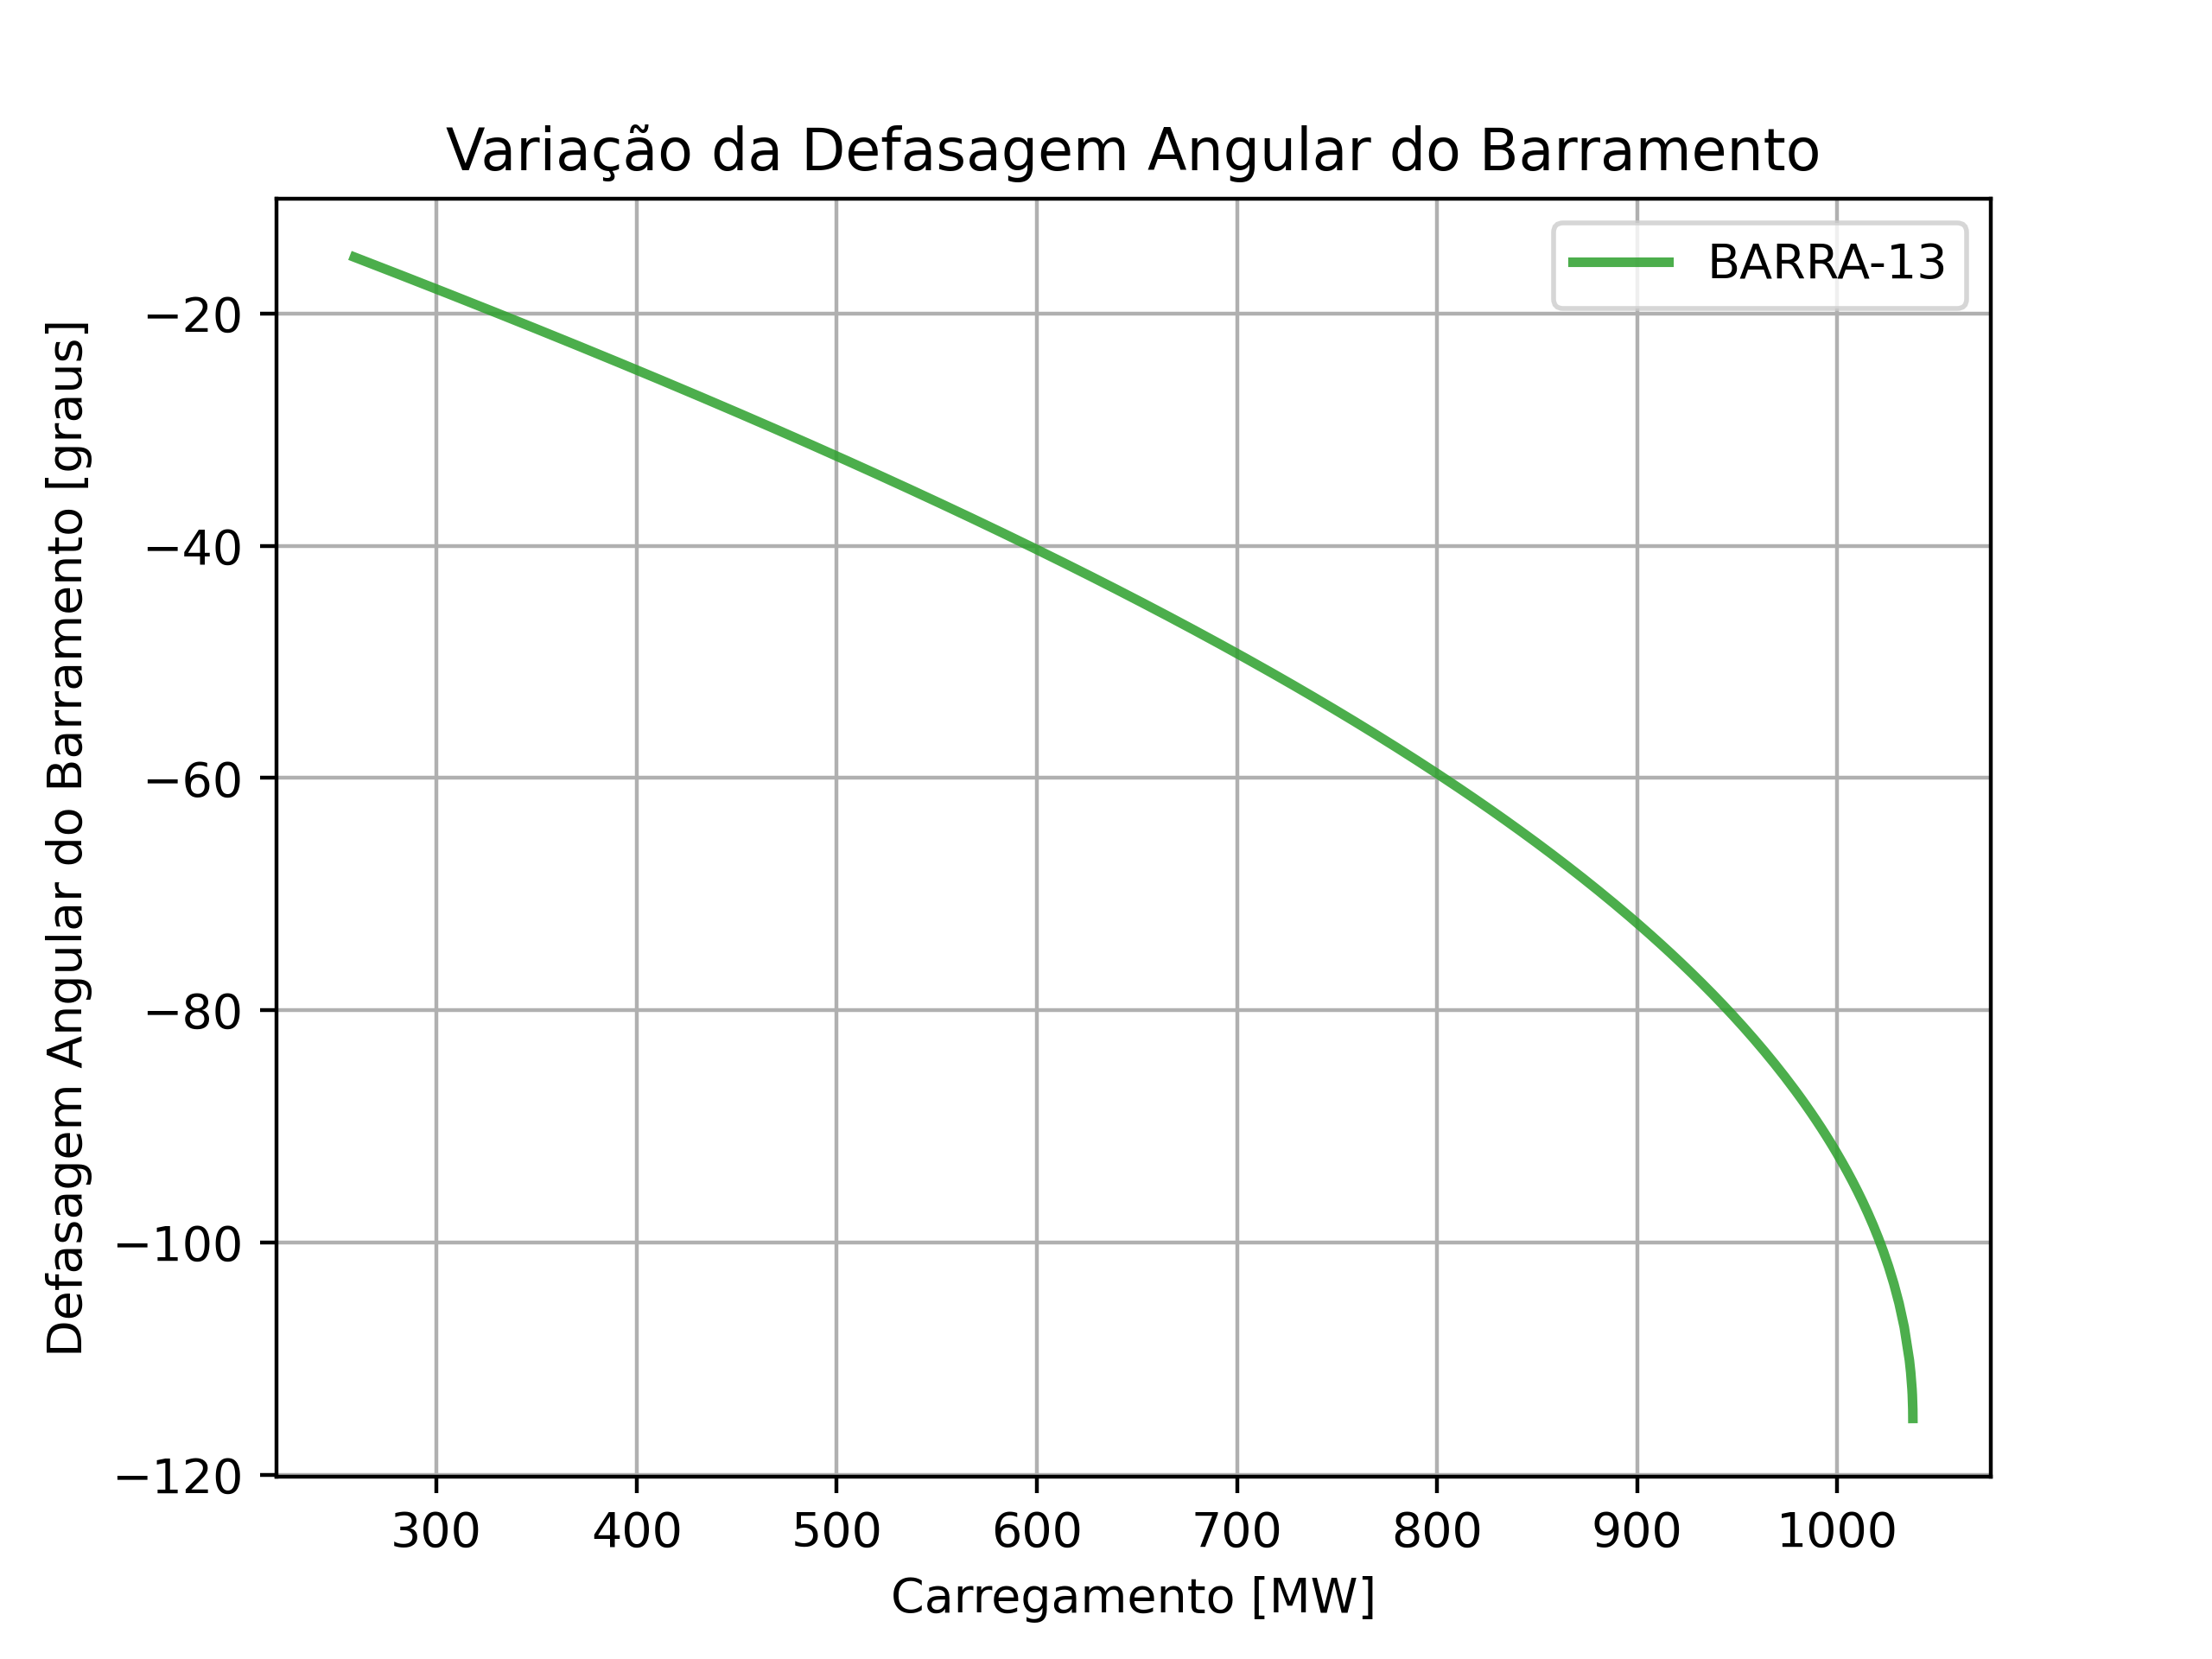 Variação da Defasagem Angular do Barramento
BARRA-13
Defasagem Angular do Barramento [graus]
−20
−40
−60
−80
−100
−120
300 400 500 600 700 800 900 1000
Carregamento [MW]